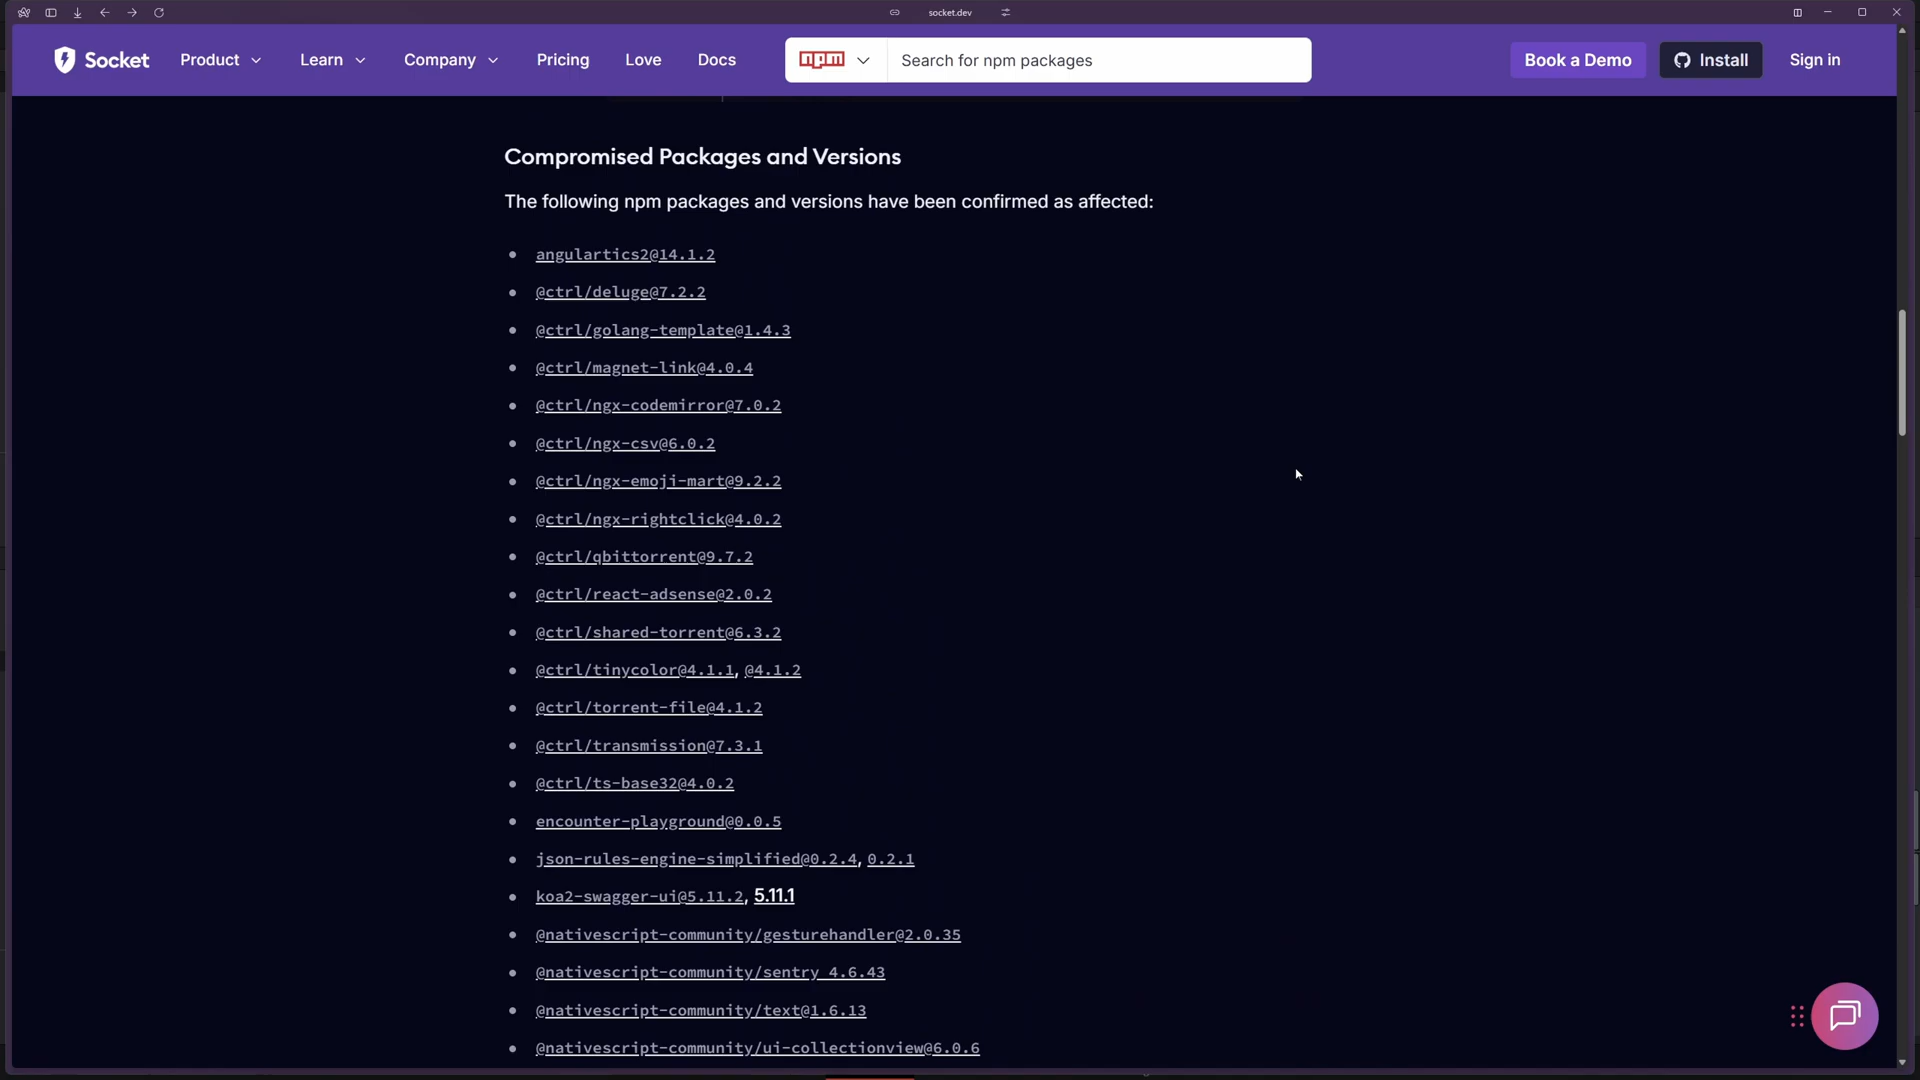 socket.dev
Socket Product Learn Company Pricing Love Docs npm Search for npm packages Book a Demo Install Sign in
Compromised Packages and Versions
The following npm packages and versions have been confirmed as affected:
angulartics2@14.1.2
@ctrl/deluge@7.2.2
@ctrl/golang-template@1.4.3
@ctrl/magnet-link@4.0.4
@ctrl/ngx-codemirror@7.0.2
@ctrl/ngx-csv@6.0.2
@ctrl/ngx-emoji-mart@9.2.2
@ctrl/ngx-rightclick@4.0.2
@ctrl/qbittorrent@9.7.2
@ctrl/react-adsense@2.0.2
@ctrl/shared-torrent@6.3.2
@ctrl/tinycolor@4.1.1, @4.1.2
@ctrl/torrent-file@4.1.2
@ctrl/transmission@7.3.1
@ctrl/ts-base32@4.0.2
encounter-playground@0.0.5
json-rules-engine-simplified@0.2.4, 0.2.1
koa2-swagger-ui@5.11.2, 5.11.1
@nativescript-community/gesturehandler@2.0.35
@nativescript-community/sentry 4.6.43
@nativescript-community/text@1.6.13
@nativescript-community/ui-collectionview@6.0.6